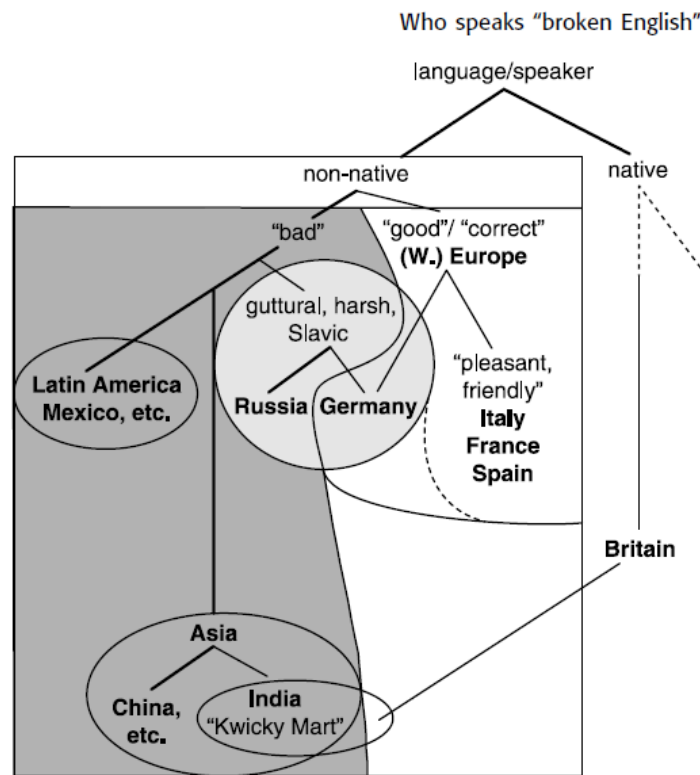 Who speaks “broken English”
language/speaker
non-native
native
“bad”
“good”/ “correct”
(W.) Europe
guttural, harsh,
Slavic
“pleasant,
friendly”
Latin America
Mexico, etc.
Russia
Germany
Italy
France
Spain
Britain
Asia
China,
etc.
India
“Kwicky Mart”